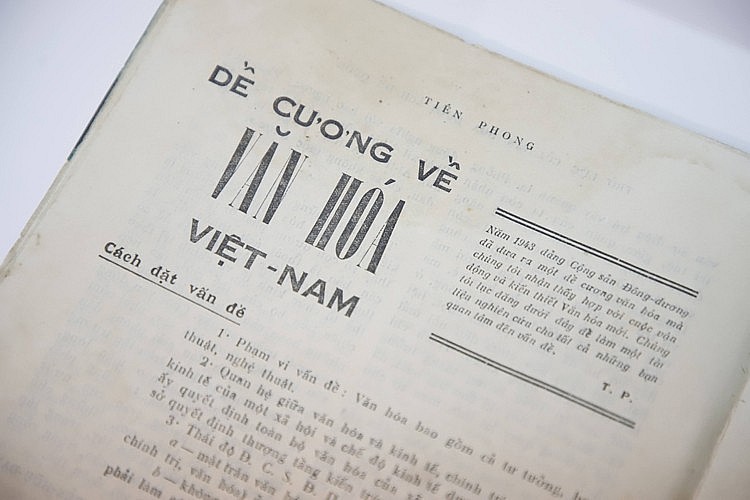 TIÊN PHONG
DỀ CƯƠNG VỀ
VĂN HÓA
VIỆT-NAM
Năm 1943 đảng Cộng sản Đông-dương
đã đưa ra một đề cương văn hóa mà
chúng tôi nhận thấy hợp với cuộc vận
động và kiến thiết Văn hóa mới. Chúng
tôi lục đăng dưới đây để làm một tài
liệu nghiên cứu cho tất cả những bạn
quan tâm đến vấn đề.
T. P.
Cách đặt vấn đề
1· Phạm vi vấn đề : Văn hóa bao gồm cả tư tưởng, học
thuật, nghệ thuật.
2· Quan hệ giữa văn hóa và kinh tế, chính trị
kinh tế của một xã hội và chế độ kinh tế
ấy quyết định toàn bộ văn hóa của
sở quyết định thượng tầng kiến
3· Thái độ Đ. C. S. Đ. D.
a — mặt trận văn
chính trị, văn hóa)
b — không
phải làm